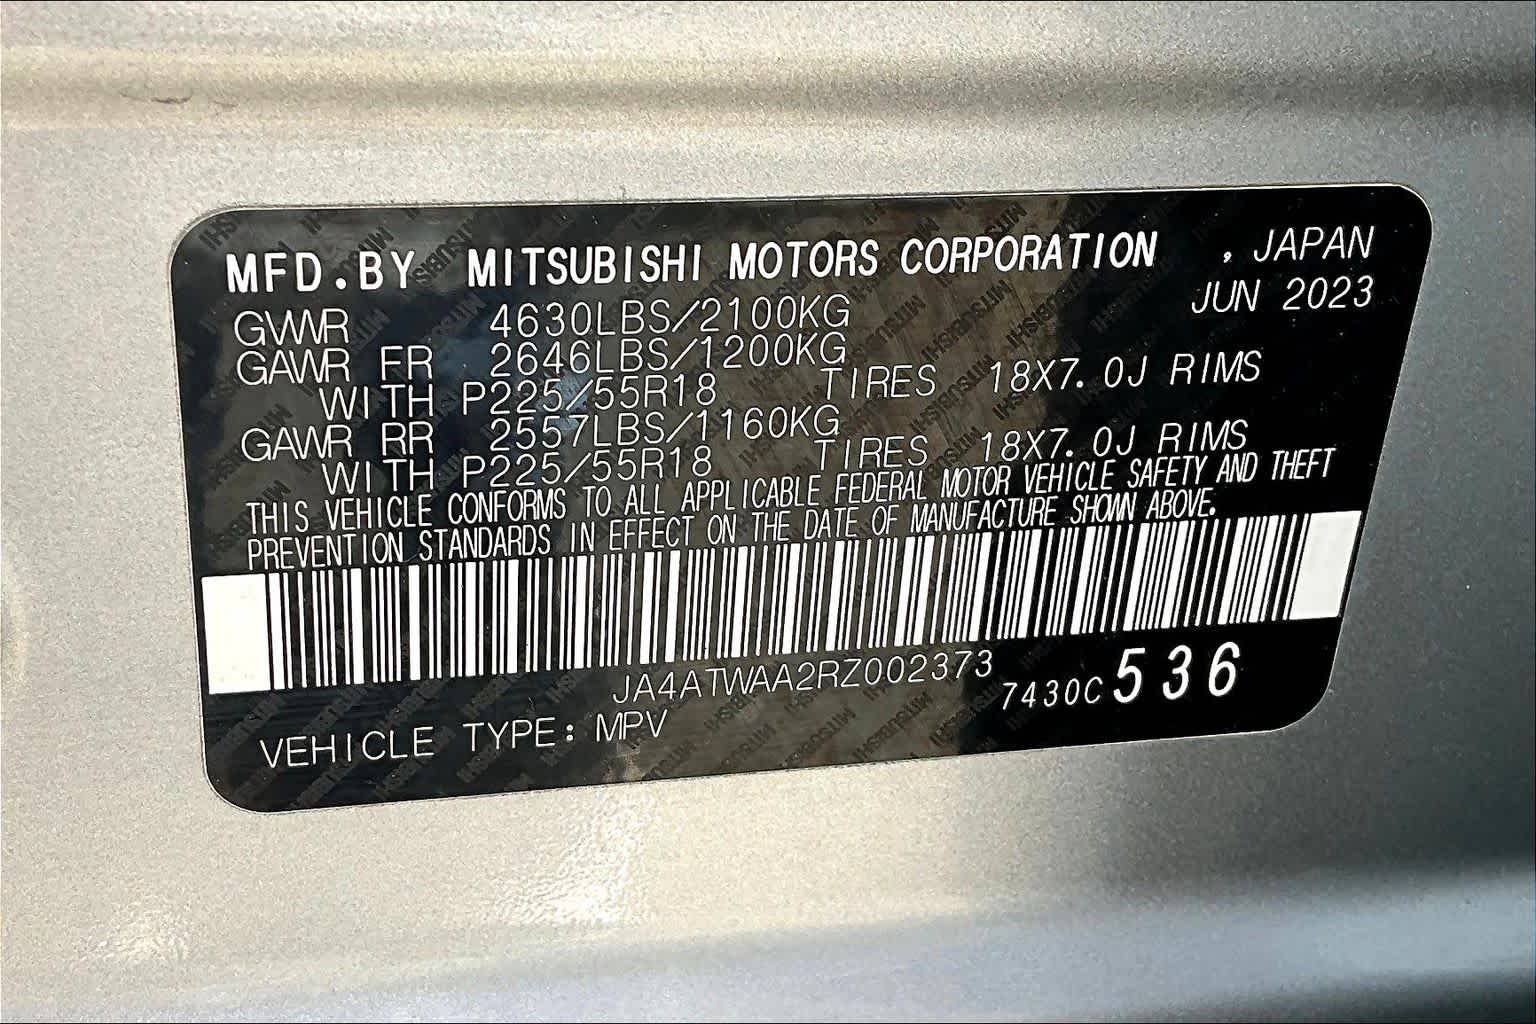 MFD.BY MITSUBISHI MOTORS CORPORATION , JAPAN
GVWR 4630LBS/2100KG JUN 2023
GAWR FR 2646LBS/1200KG
WITH P225/55R18 TIRES 18X7.0J RIMS
GAWR RR 2557LBS/1160KG
WITH P225/55R18 TIRES 18X7.0J RIMS
THIS VEHICLE CONFORMS TO ALL APPLICABLE FEDERAL MOTOR VEHICLE SAFETY AND THEFT
PREVENTION STANDARDS IN EFFECT ON THE DATE OF MANUFACTURE SHOWN ABOVE.
JA4ATWAA2RZ002373 7430C 536
VEHICLE TYPE: MPV